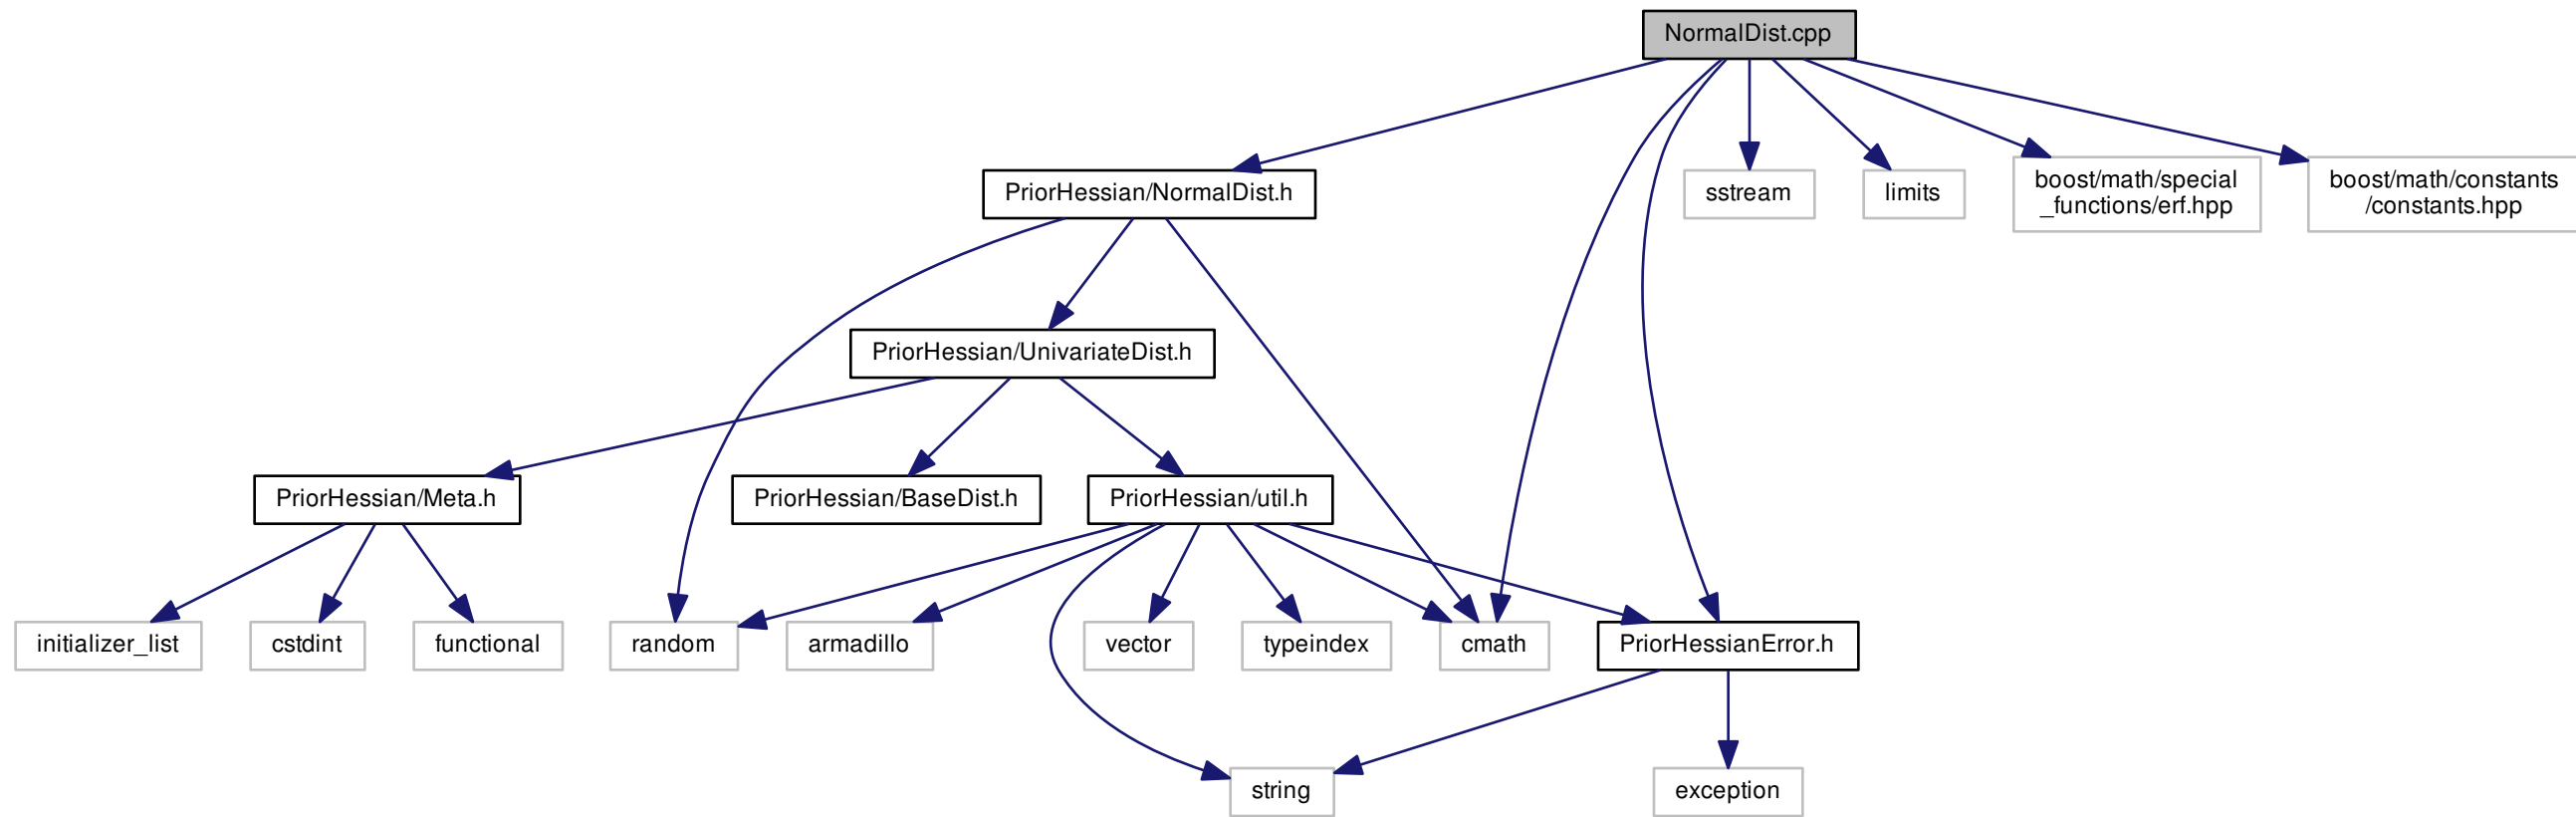 NormalDist.cpp
PriorHessian/NormalDist.h
sstream
limits
boost/math/special
_functions/erf.hpp
boost/math/constants
/constants.hpp
PriorHessian/UnivariateDist.h
PriorHessian/Meta.h
PriorHessian/BaseDist.h
PriorHessian/util.h
initializer_list
cstdint
functional
random
armadillo
vector
typeindex
cmath
PriorHessianError.h
string
exception